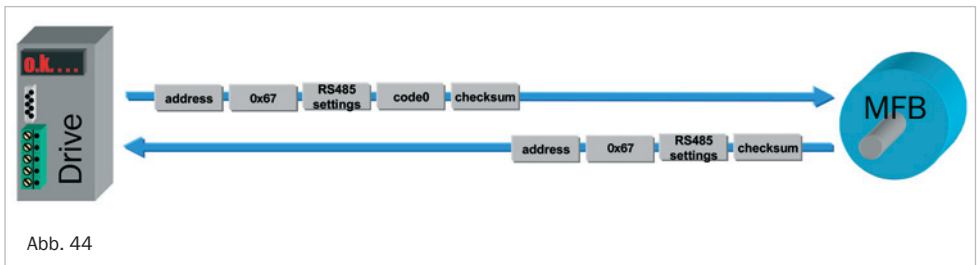 o.k....
Drive
address
0x67
RS485
settings
code0
checksum
address
0x67
RS485
settings
checksum
MFB
Abb. 44